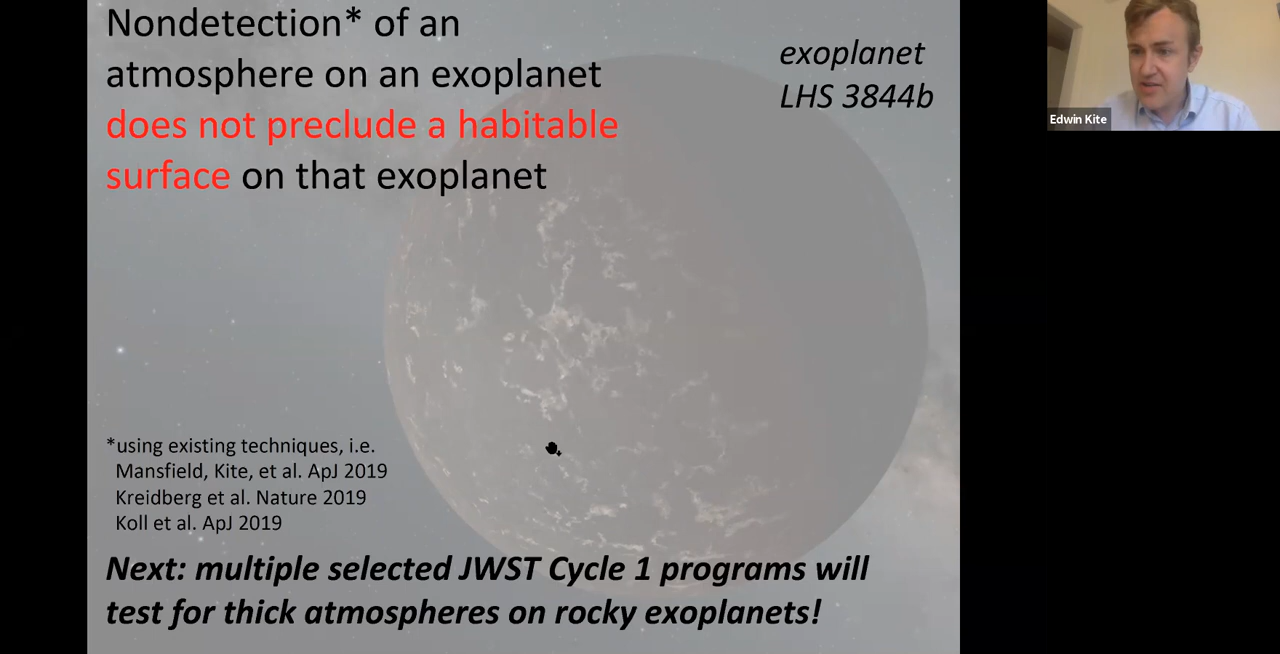 Nondetection* of an
atmosphere on an exoplanet
does not preclude a habitable
surface on that exoplanet
exoplanet
LHS 3844b
Edwin Kite
*using existing techniques, i.e.
Mansfield, Kite, et al. ApJ 2019
Kreidberg et al. Nature 2019
Koll et al. ApJ 2019
Next: multiple selected JWST Cycle 1 programs will
test for thick atmospheres on rocky exoplanets!